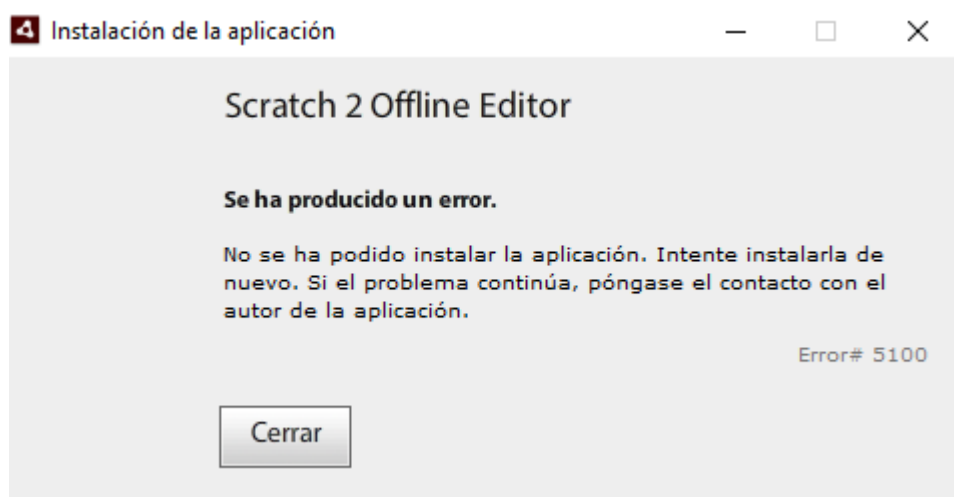 Instalación de la aplicación
Scratch 2 Offline Editor
Se ha producido un error.
No se ha podido instalar la aplicación. Intente instalarla de
nuevo. Si el problema continúa, póngase el contacto con el
autor de la aplicación.
Error# 5100
Cerrar